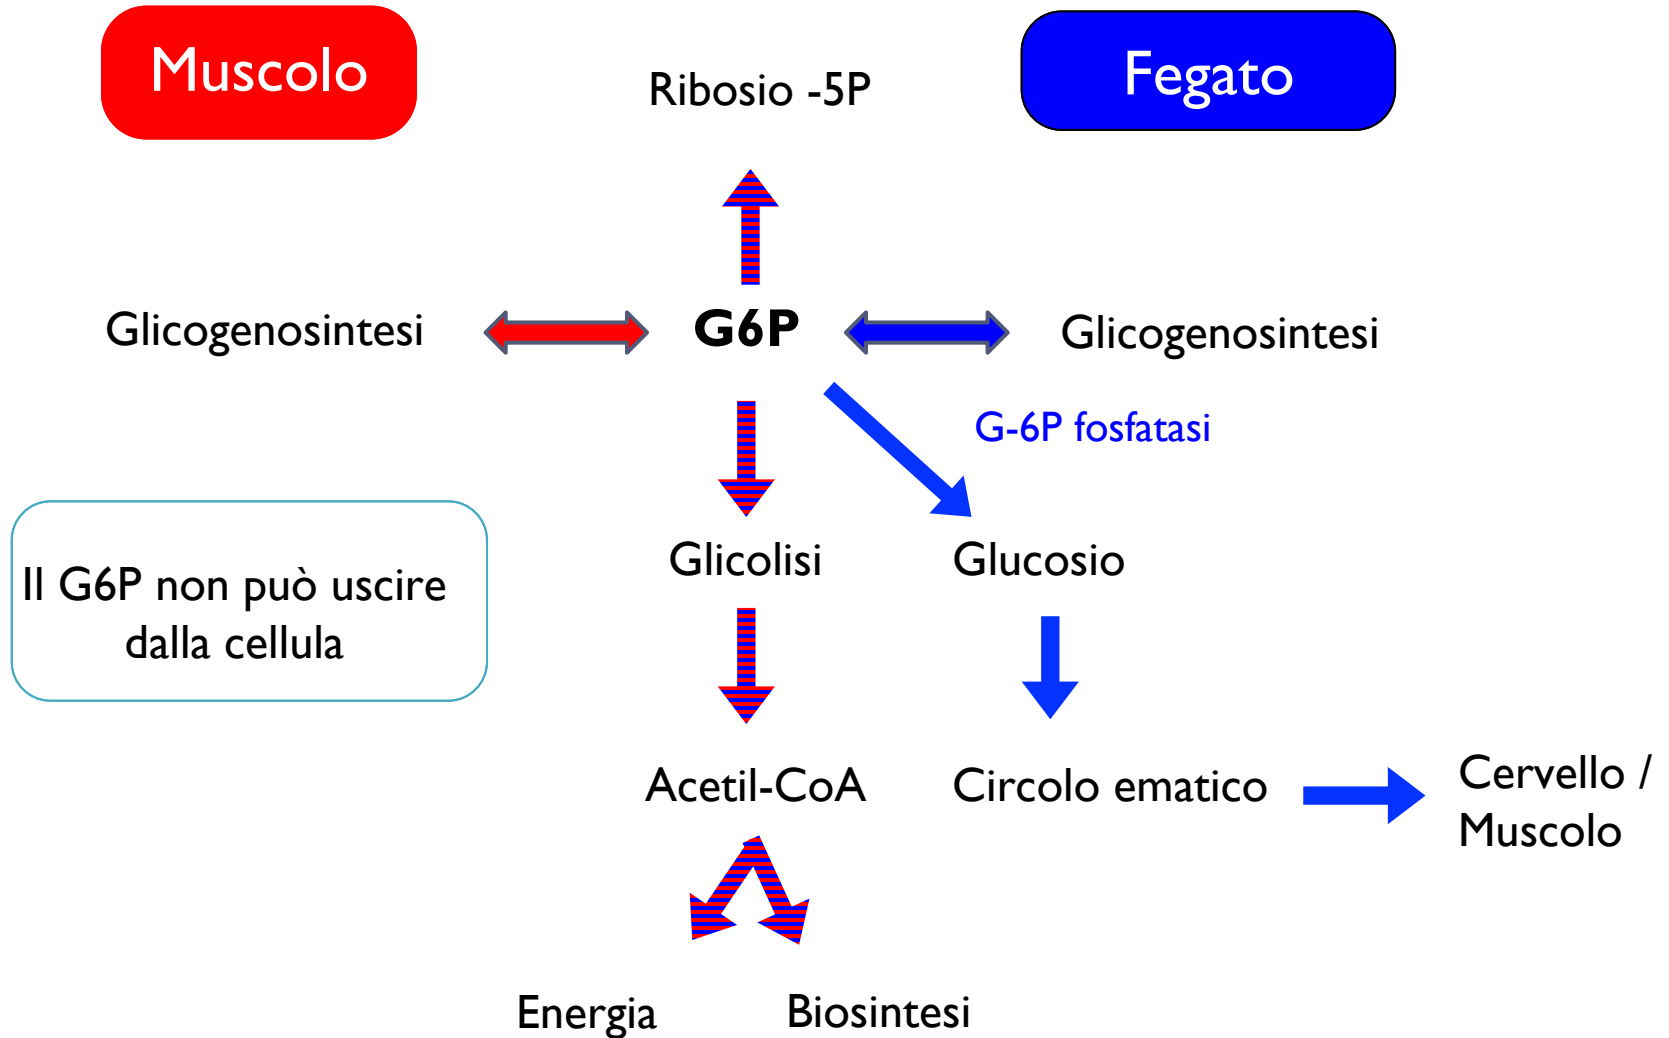 Muscolo
Ribosio -5P
Fegato
Glicogenosintesi
G6P
Glicogenosintesi
G-6P fosfatasi
Il G6P non può uscire
dalla cellula
Glicolisi
Glucosio
Acetil-CoA
Circolo ematico
Cervello /
Muscolo
Energia
Biosintesi